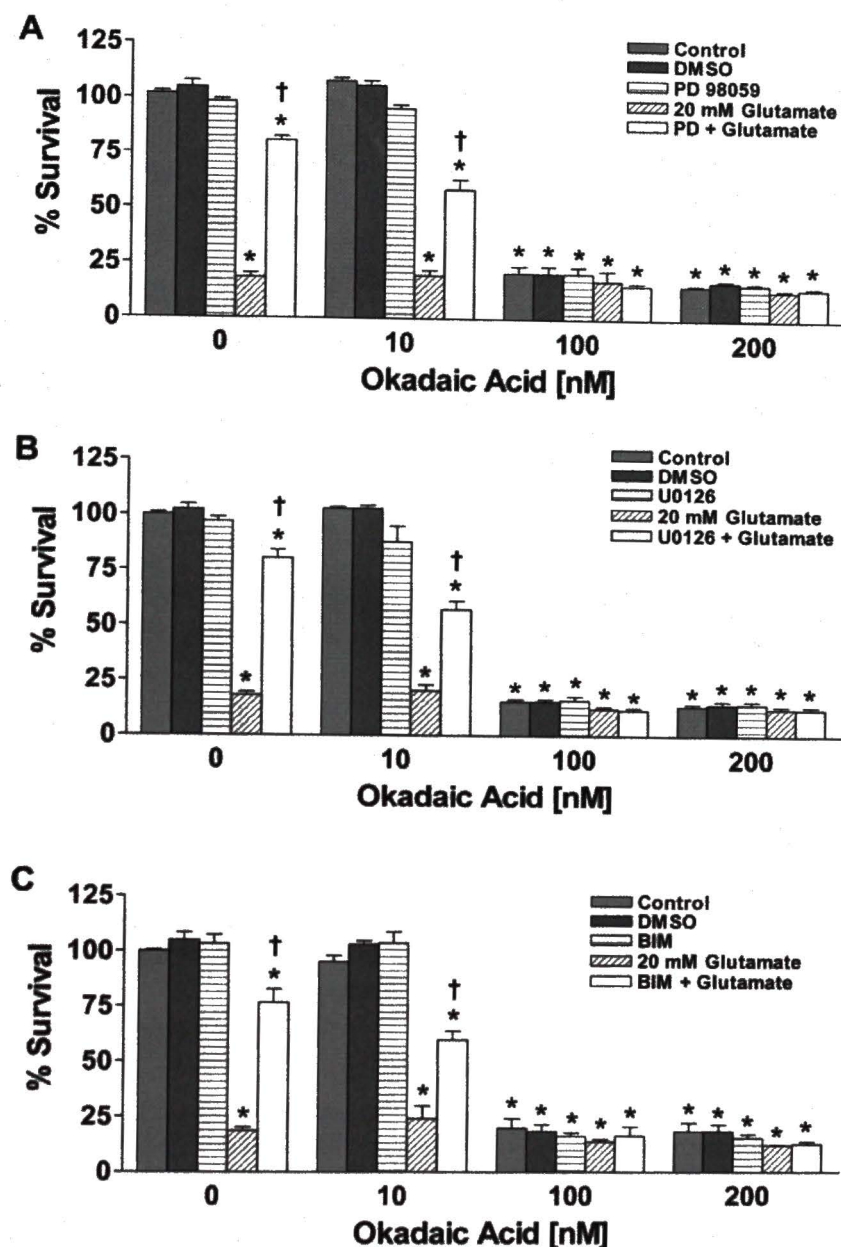 A
125
100
75
50
25
0
% Survival
Control
DMSO
PD 98059
20 mM Glutamate
PD + Glutamate
† 
* * † * * * * * * * * * * * *
0 10 100 200
Okadaic Acid [nM]
B
125
100
75
50
25
0
% Survival
Control
DMSO
U0126
20 mM Glutamate
U0126 + Glutamate
†
* * † * * * * * * * * * * * *
0 10 100 200
Okadaic Acid [nM]
C
125
100
75
50
25
0
% Survival
Control
DMSO
BIM
20 mM Glutamate
BIM + Glutamate
†
* * † * * * * * * * * * * * *
0 10 100 200
Okadaic Acid [nM]